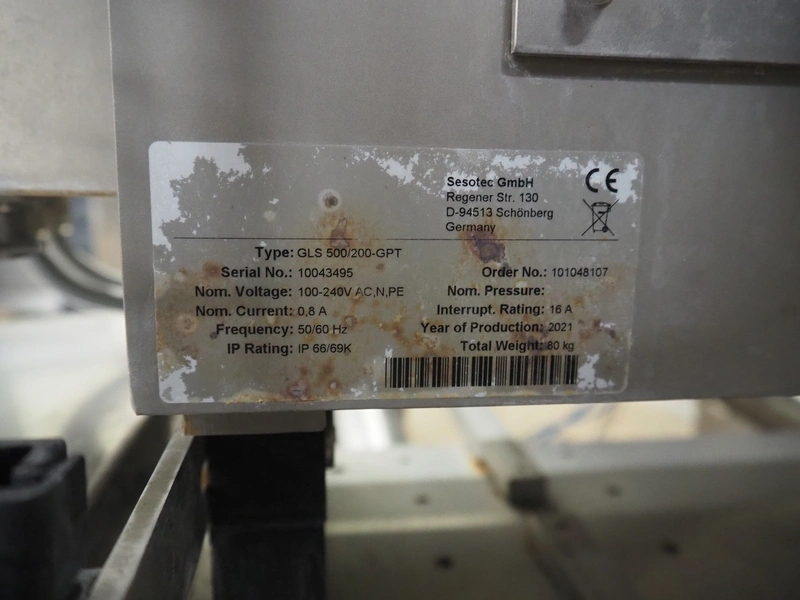 Sesotec GmbH
Regener Str. 130
D-94513 Schönberg
Germany
CE
Type: GLS 500/200-GPT
Serial No.: 10043495
Order No.: 101048107
Nom. Voltage: 100-240V AC,N,PE
Nom. Pressure:
Nom. Current: 0,8 A
Interrupt. Rating: 16 A
Frequency: 50/60 Hz
Year of Production: 2021
IP Rating: IP 66/69K
Total Weight: 80 kg